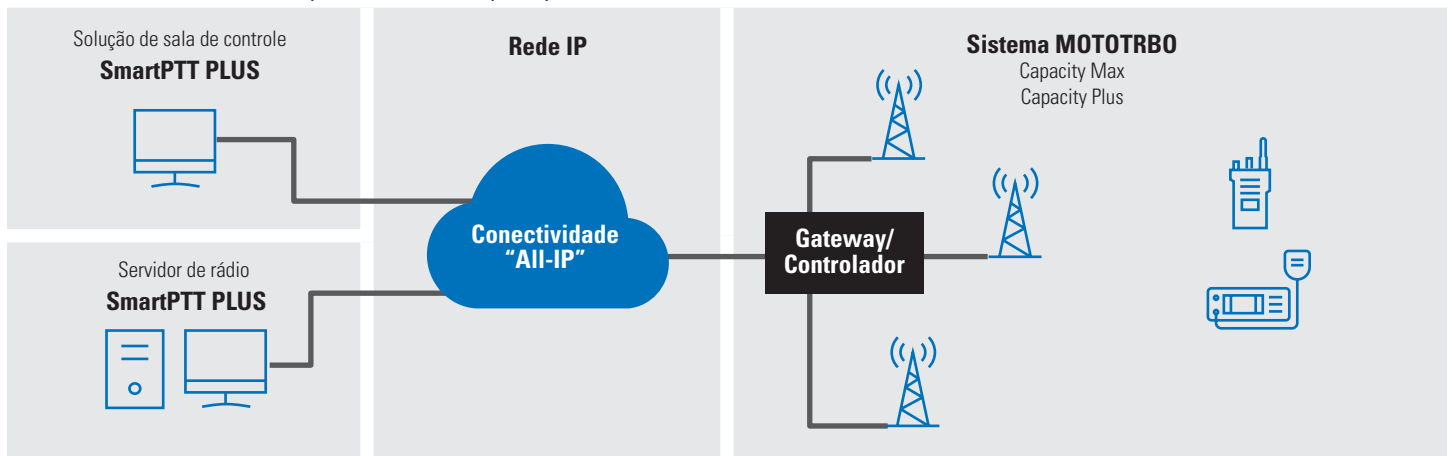 Solução de sala de controle
SmartPTT PLUS
Servidor de rádio
SmartPTT PLUS
Rede IP
Conectividade
“All-IP”
Sistema MOTOTRBO
Capacity Max
Capacity Plus
Gateway/
Controlador